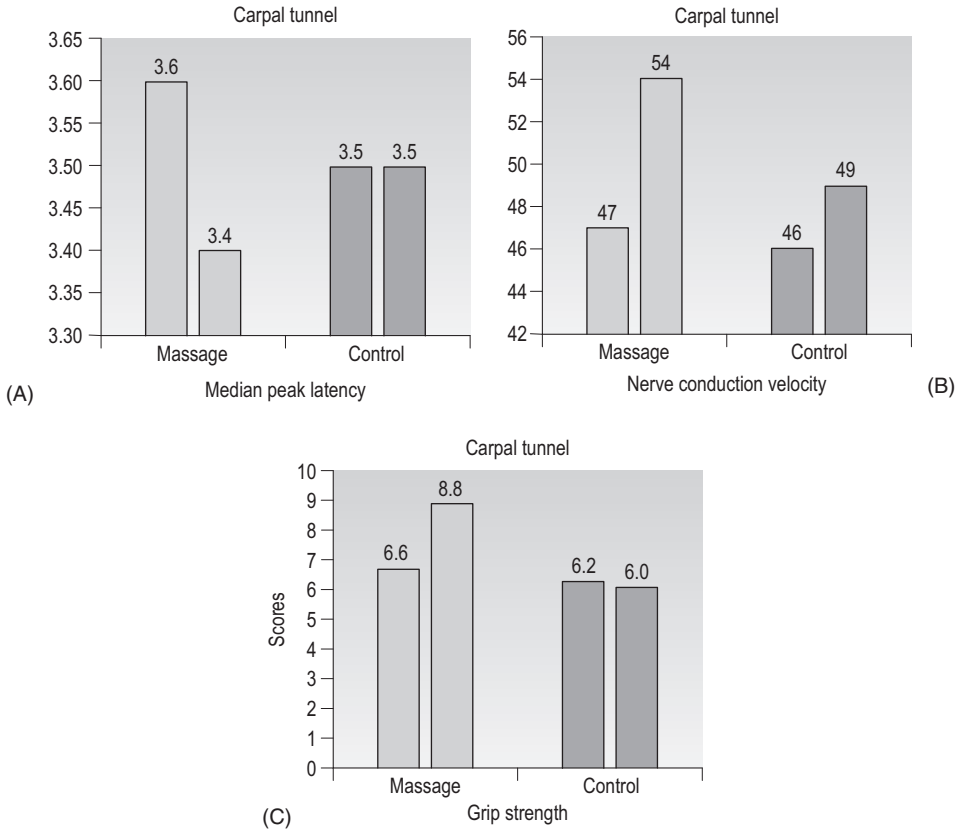 Carpal tunnel
3.65
3.60
3.55
3.50
3.45
3.40
3.35
3.30
3.6
3.4
3.5 3.5
Massage Control
Median peak latency
(A)
Carpal tunnel
56
54
52
50
48
46
44
42
47
54
46
49
Massage Control
Nerve conduction velocity
(B)
Carpal tunnel
10
9
8
7
6
5
4
3
2
1
0
Scores
6.6
8.8
6.2
6.0
Massage Control
Grip strength
(C)